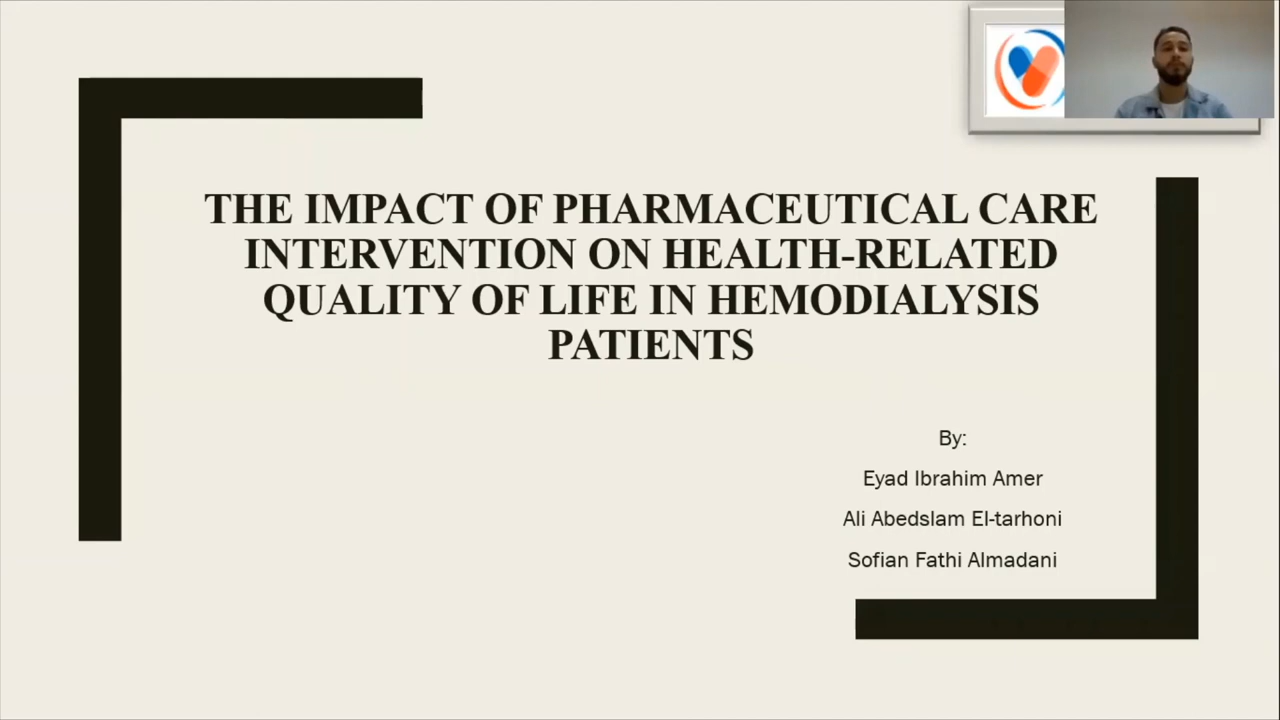 THE IMPACT OF PHARMACEUTICAL CARE
INTERVENTION ON HEALTH-RELATED
QUALITY OF LIFE IN HEMODIALYSIS
PATIENTS
By:
Eyad Ibrahim Amer
Ali Abedslam El-tarhoni
Sofian Fathi Almadani